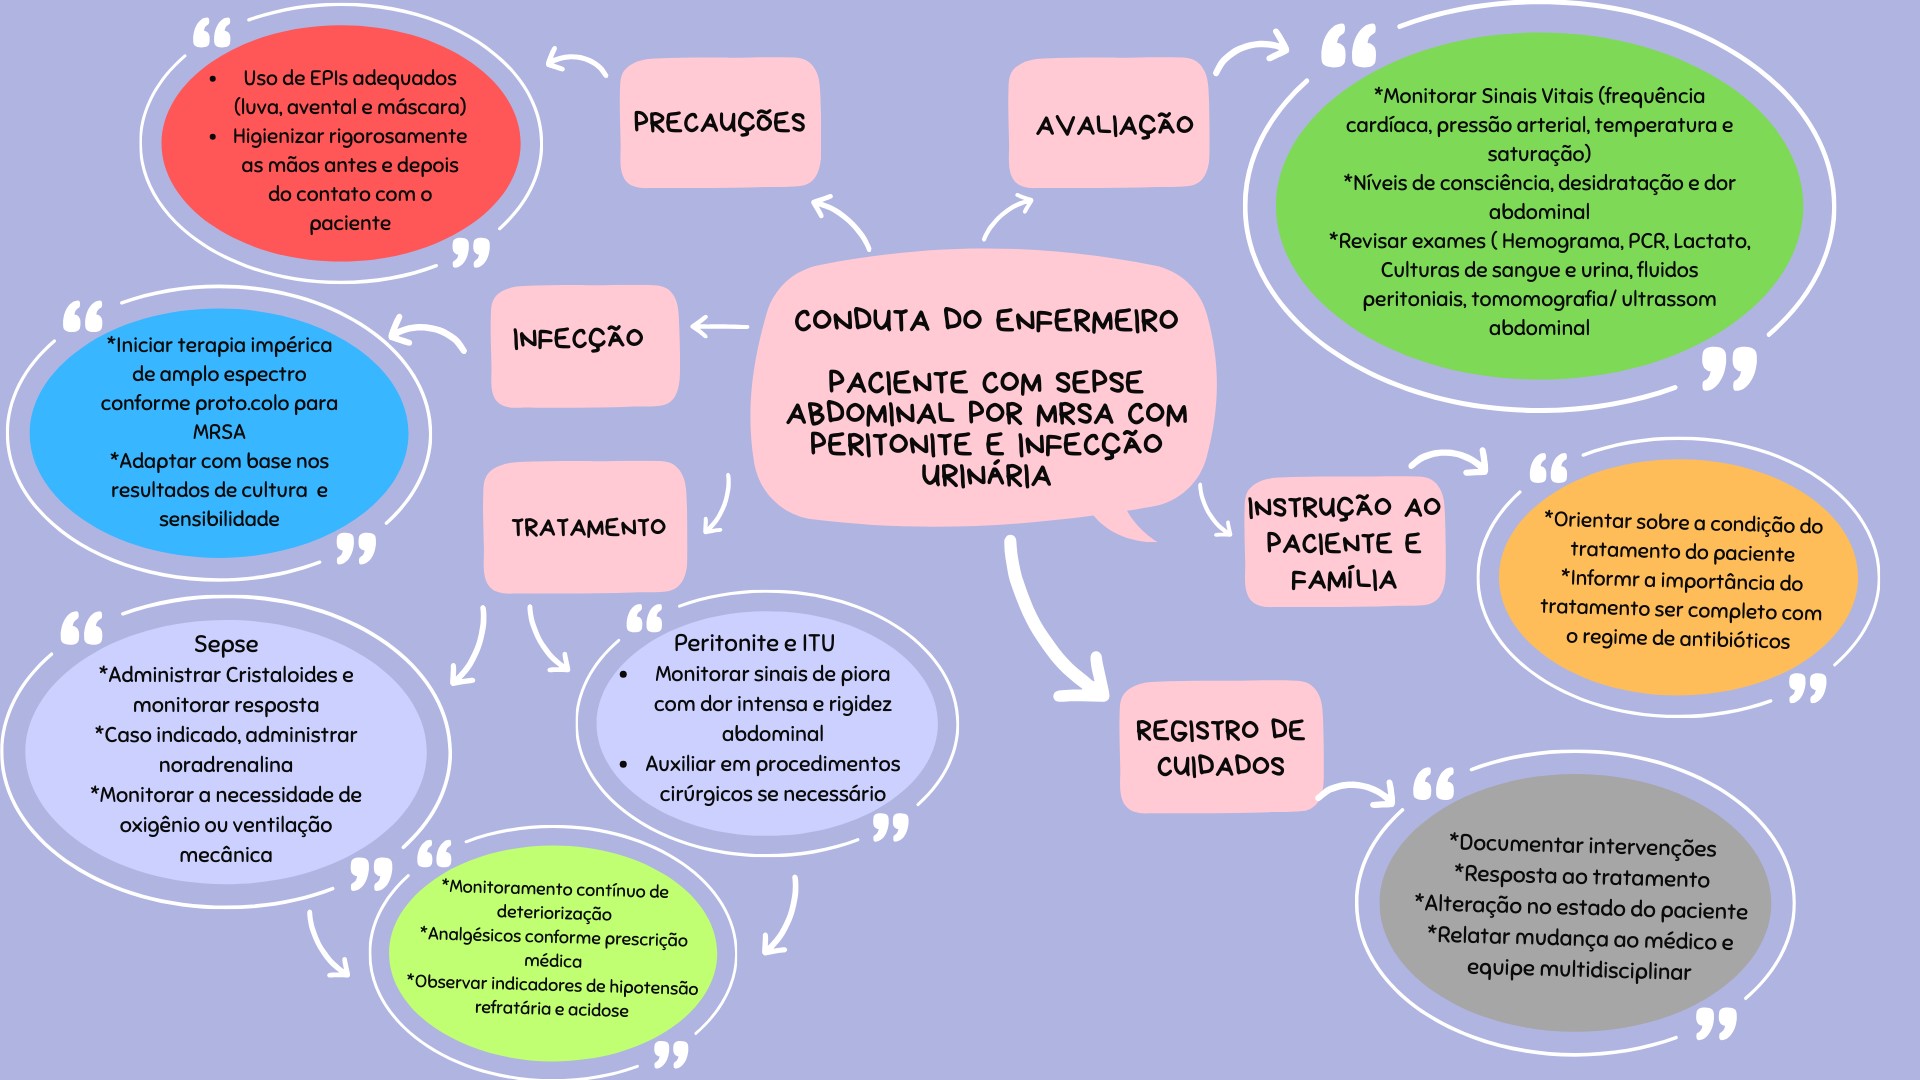 CONDUTA DO ENFERMEIRO
PACIENTE COM SEPSE
ABDOMINAL POR MRSA COM
PERITONITE E INFECÇÃO
URINÁRIA
PRECAUÇÕES
• Uso de EPIs adequados
(luva, avental e máscara)
• Higienizar rigorosamente
as mãos antes e depois
do contato com o
paciente
AVALIAÇÃO
*Monitorar Sinais Vitais (frequência
cardíaca, pressão arterial, temperatura e
saturação)
*Níveis de consciência, desidratação e dor
abdominal
*Revisar exames ( Hemograma, PCR, Lactato,
Culturas de sangue e urina, fluidos
peritoniais, tomomografia/ ultrassom
abdominal
INFECÇÃO
*Iniciar terapia impérica
de amplo espectro
conforme proto.colo para
MRSA
*Adaptar com base nos
resultados de cultura e
sensibilidade
TRATAMENTO
Sepse
*Administrar Cristaloides e
monitorar resposta
*Caso indicado, administrar
noradrenalina
*Monitorar a necessidade de
oxigênio ou ventilação
mecânica
Peritonite e ITU
• Monitorar sinais de piora
com dor intensa e rigidez
abdominal
• Auxiliar em procedimentos
cirúrgicos se necessário
*Monitoramento contínuo de
deteriorização
*Analgésicos conforme prescrição
médica
*Observar indicadores de hipotensão
refratária e acidose
INSTRUÇÃO AO
PACIENTE E
FAMÍLIA
*Orientar sobre a condição do
tratamento do paciente
*Informr a importância do
tratamento ser completo com
o regime de antibióticos
REGISTRO DE
CUIDADOS
*Documentar intervenções
*Resposta ao tratamento
*Alteração no estado do paciente
*Relatar mudança ao médico e
equipe multidisciplinar